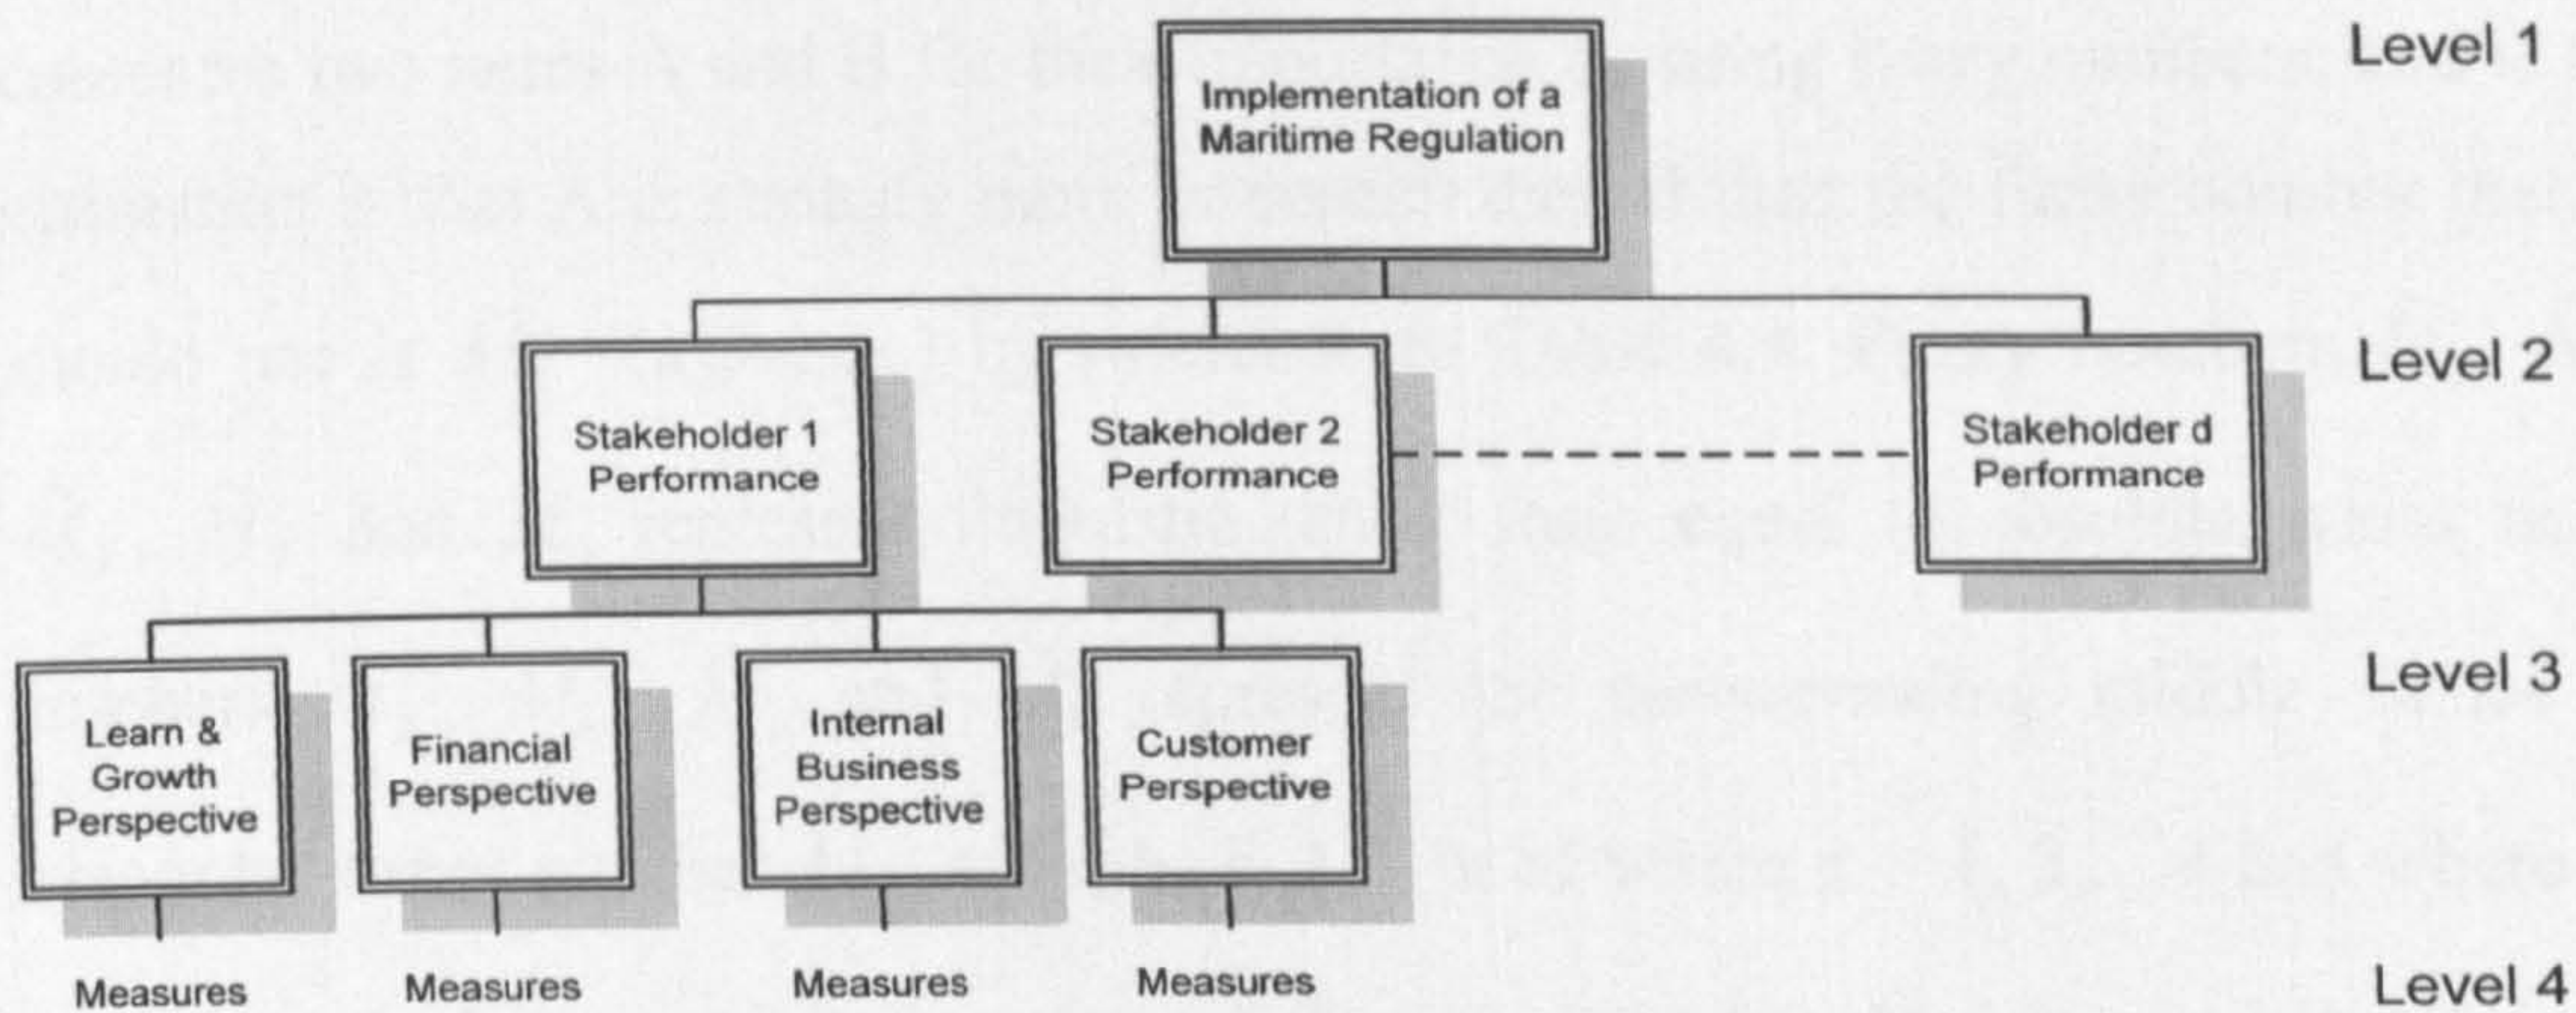 Level 1
Implementation of a
Maritime Regulation
Level 2
Stakeholder 1
Performance
Stakeholder 2
Performance
Stakeholder d
Performance
Level 3
Learn &
Growth
Perspective
Financial
Perspective
Internal
Business
Perspective
Customer
Perspective
Measures
Measures
Measures
Measures
Level 4